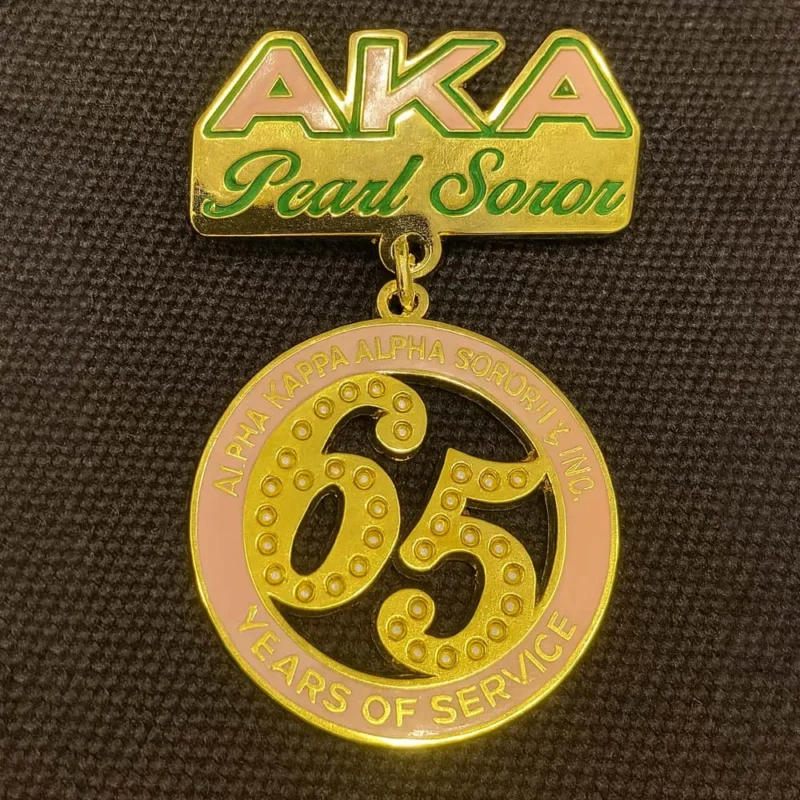 AKA
Pearl Soror
ALPHA KAPPA ALPHA SORORITY, INC.
65
YEARS OF SERVICE